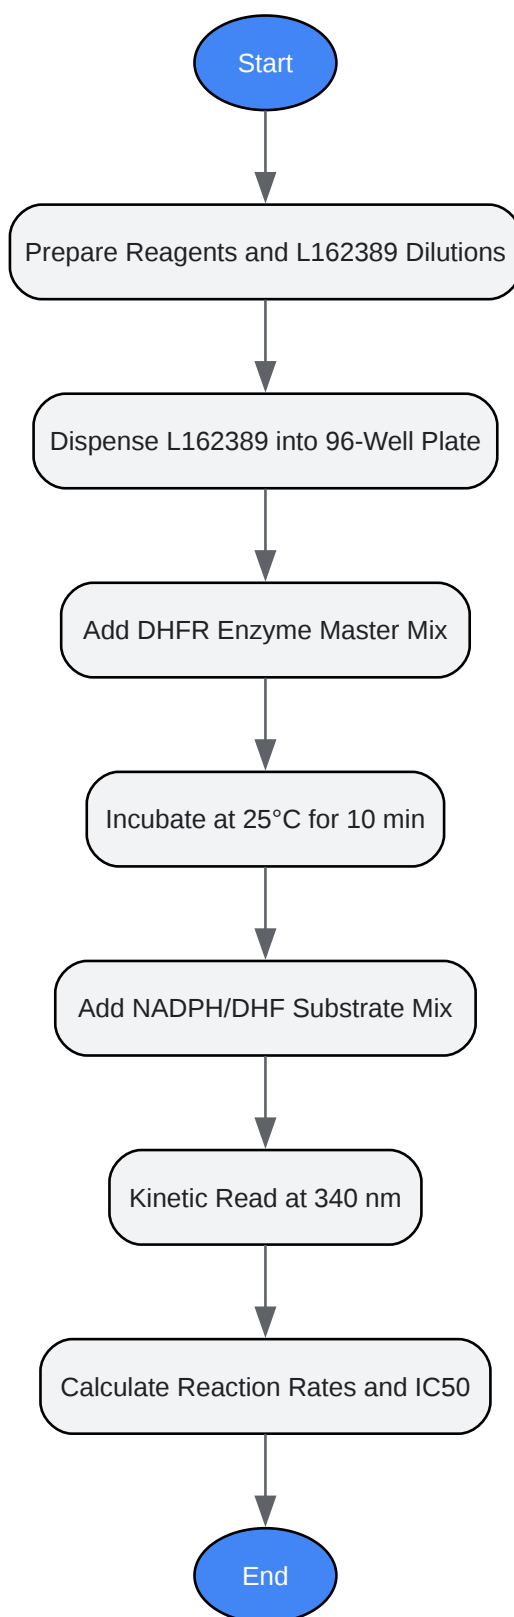 Start
Prepare Reagents and L162389 Dilutions
Dispense L162389 into 96-Well Plate
Add DHFR Enzyme Master Mix
Incubate at 25°C for 10 min
Add NADPH/DHF Substrate Mix
Kinetic Read at 340 nm
Calculate Reaction Rates and IC50
End